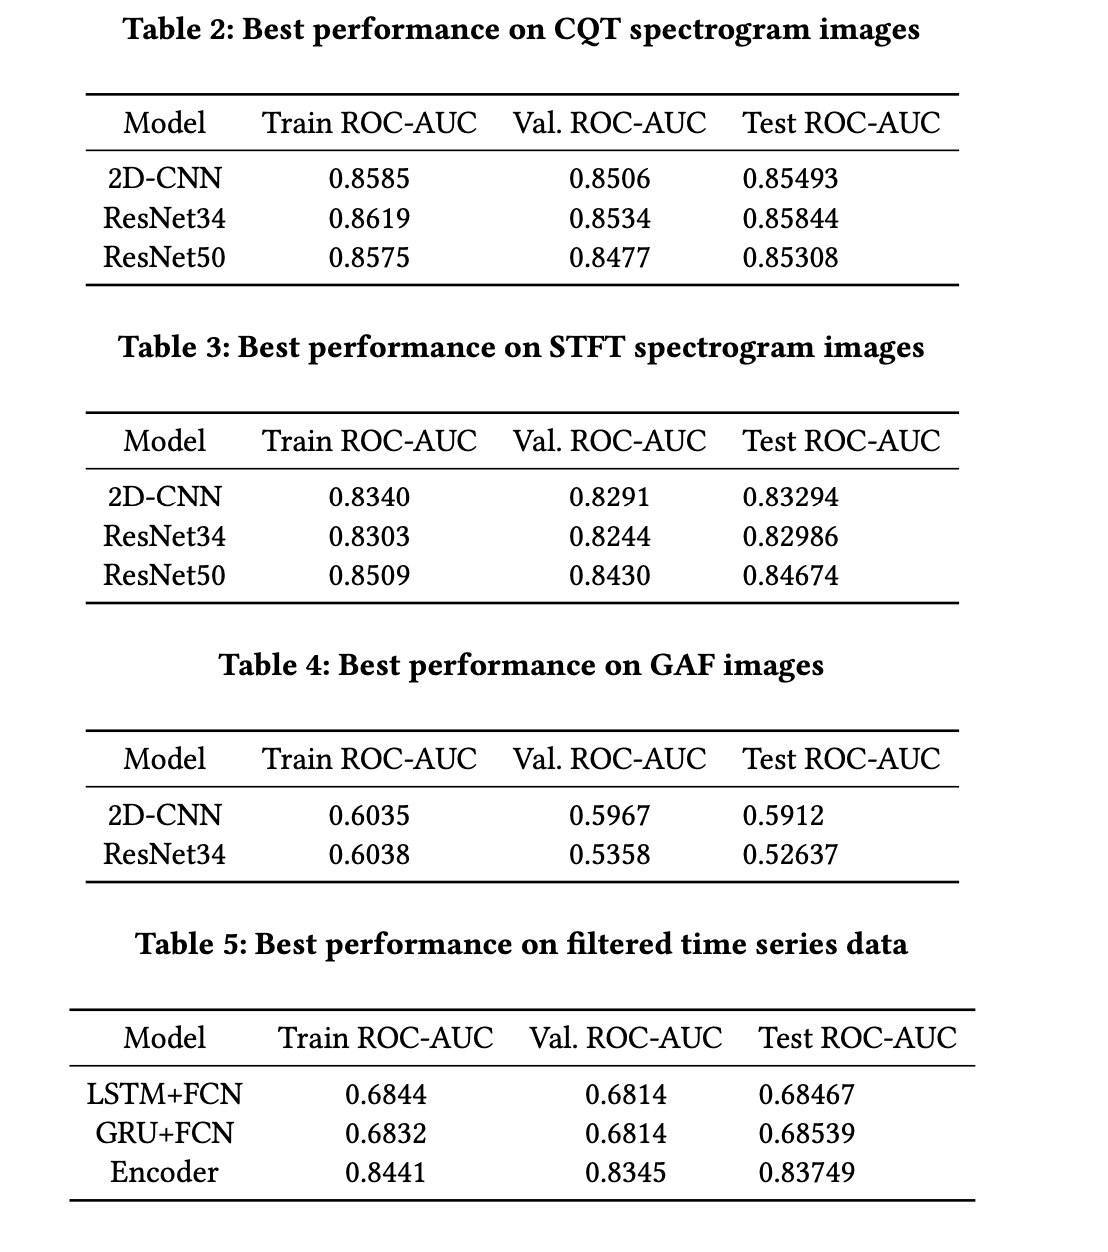 Table 2: Best performance on CQT spectrogram images
Model Train ROC-AUC Val. ROC-AUC Test ROC-AUC
2D-CNN 0.8585 0.8506 0.85493
ResNet34 0.8619 0.8534 0.85844
ResNet50 0.8575 0.8477 0.85308
Table 3: Best performance on STFT spectrogram images
Model Train ROC-AUC Val. ROC-AUC Test ROC-AUC
2D-CNN 0.8340 0.8291 0.83294
ResNet34 0.8303 0.8244 0.82986
ResNet50 0.8509 0.8430 0.84674
Table 4: Best performance on GAF images
Model Train ROC-AUC Val. ROC-AUC Test ROC-AUC
2D-CNN 0.6035 0.5967 0.5912
ResNet34 0.6038 0.5358 0.52637
Table 5: Best performance on filtered time series data
Model Train ROC-AUC Val. ROC-AUC Test ROC-AUC
LSTM+FCN 0.6844 0.6814 0.68467
GRU+FCN 0.6832 0.6814 0.68539
Encoder 0.8441 0.8345 0.83749